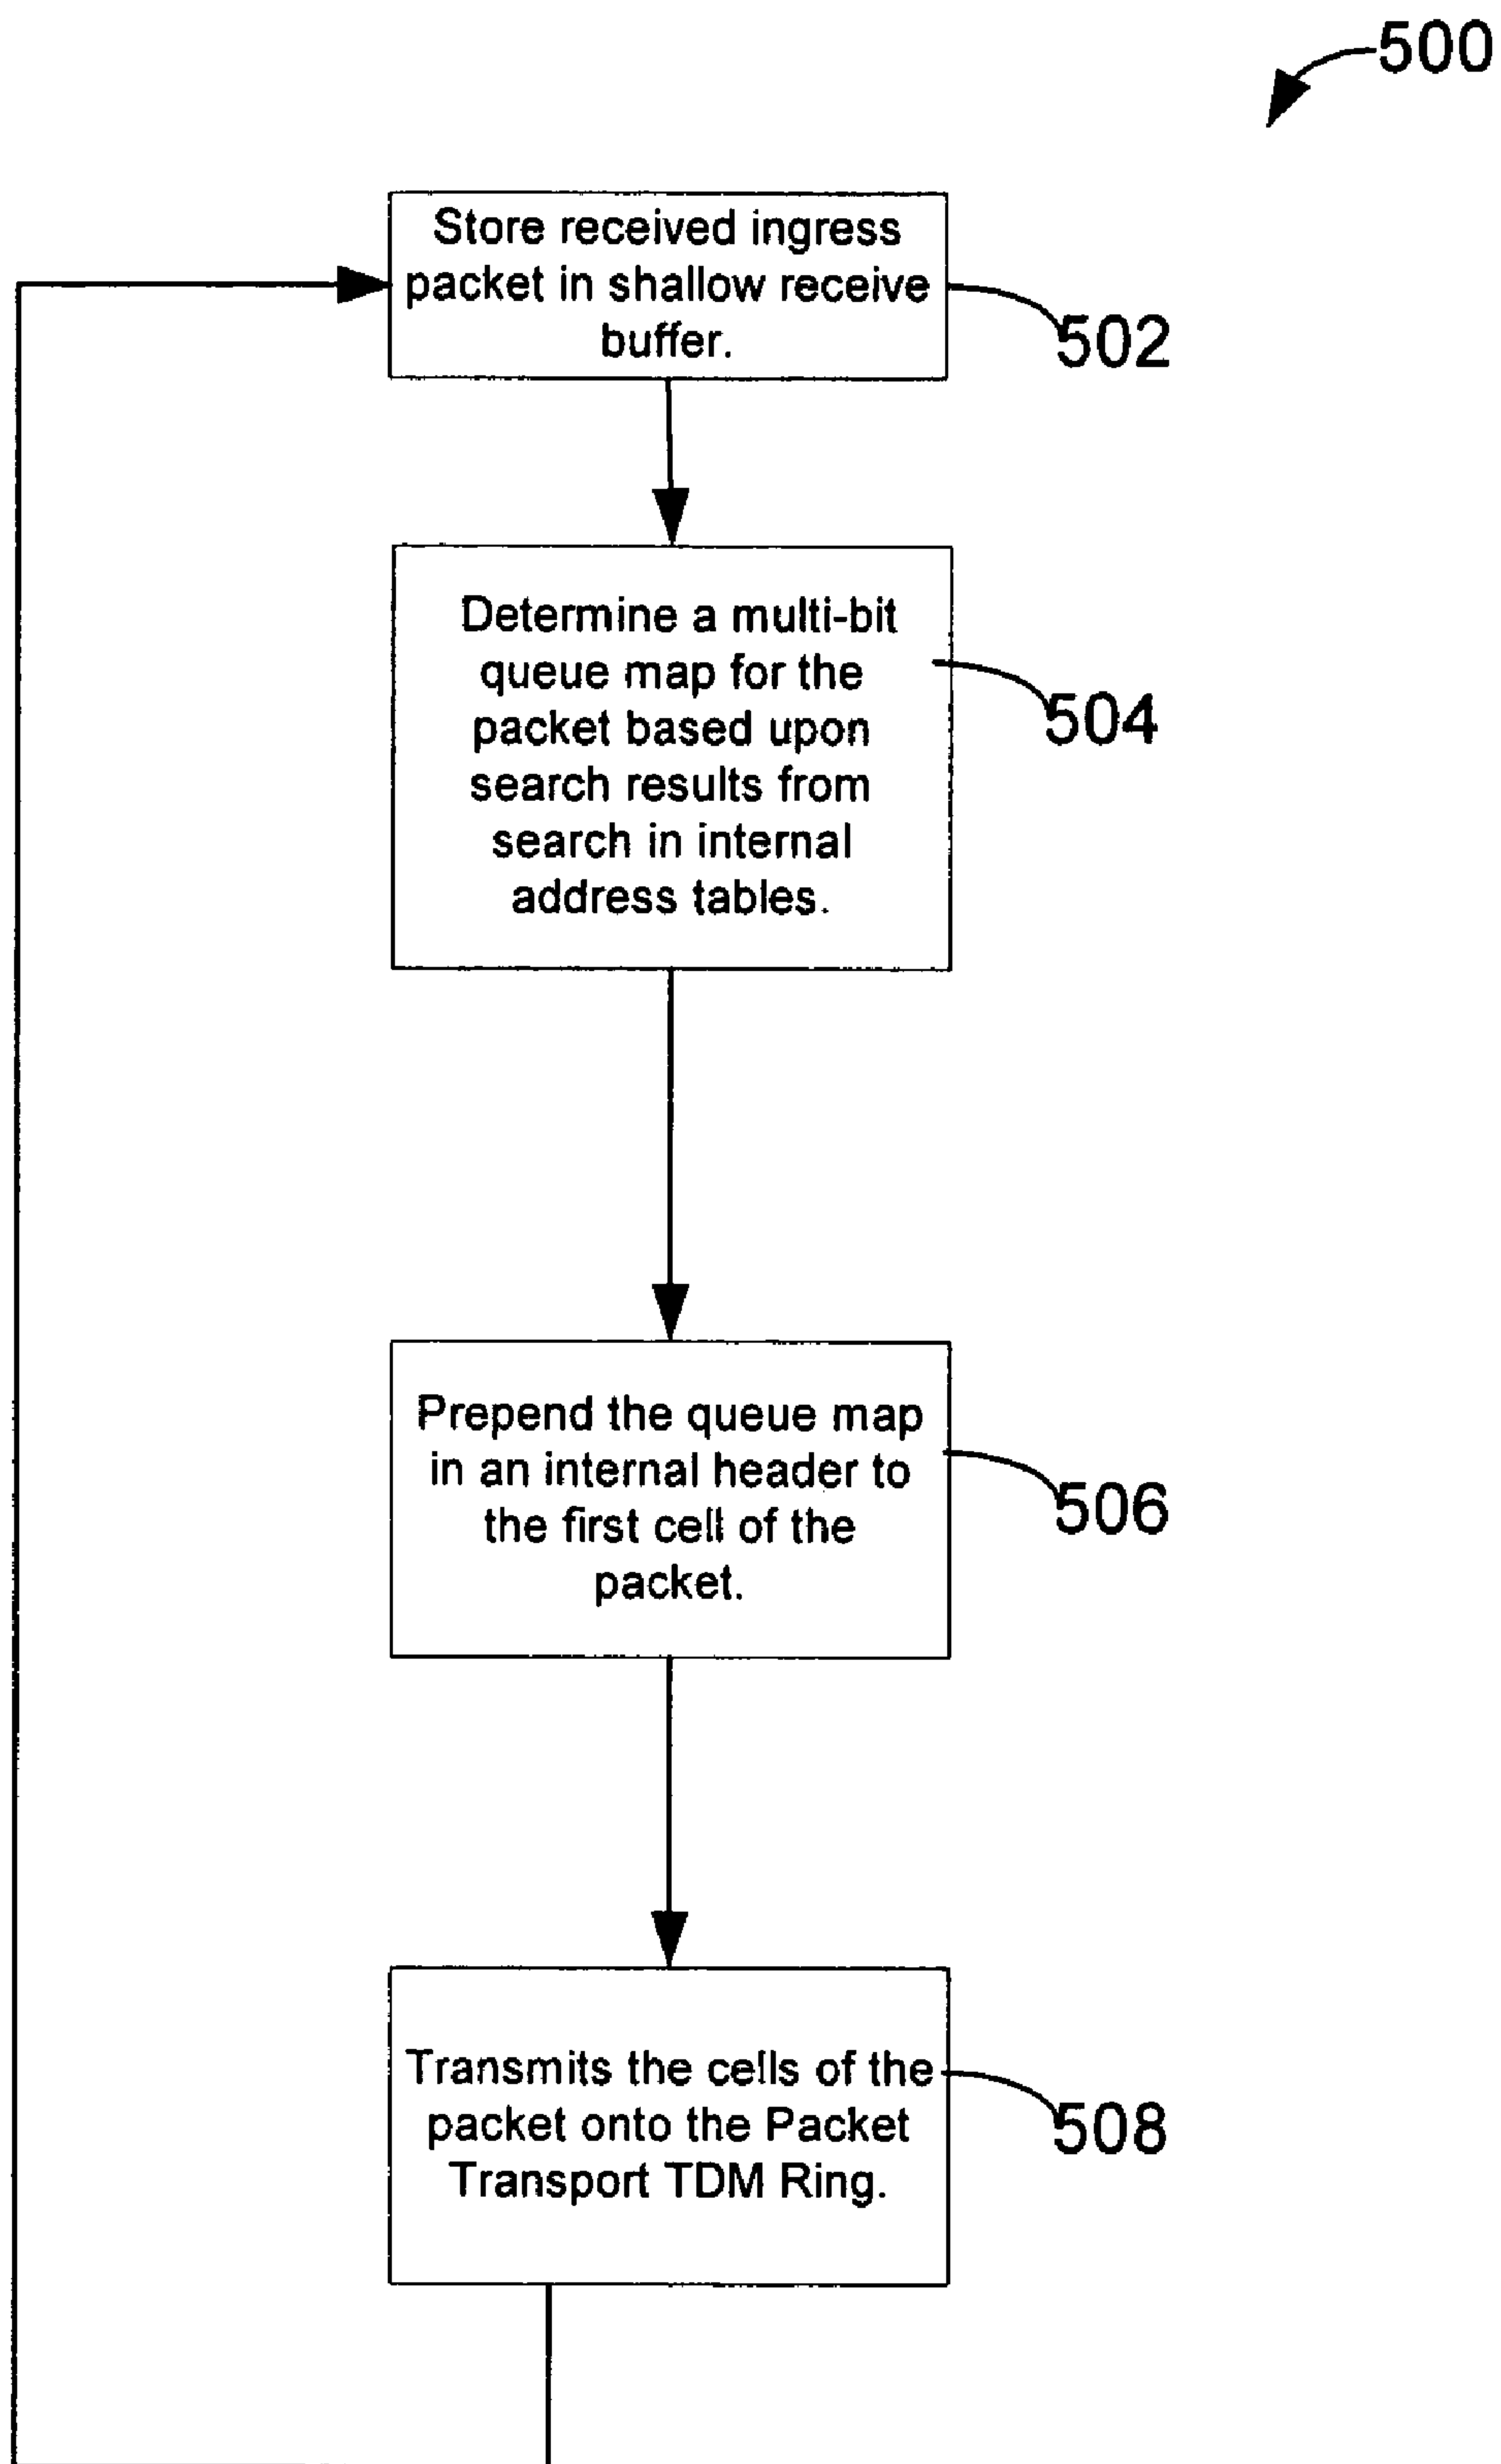 500
Store received ingress
packet in shallow receive
buffer.
502
Determine a multi-bit
queue map for the
packet based upon
search results from
search in internal
address tables.
504
Prepend the queue map
in an internal header to
the first cell of the
packet.
506
Transmits the cells of the
packet onto the Packet
Transport TDM Ring.
508